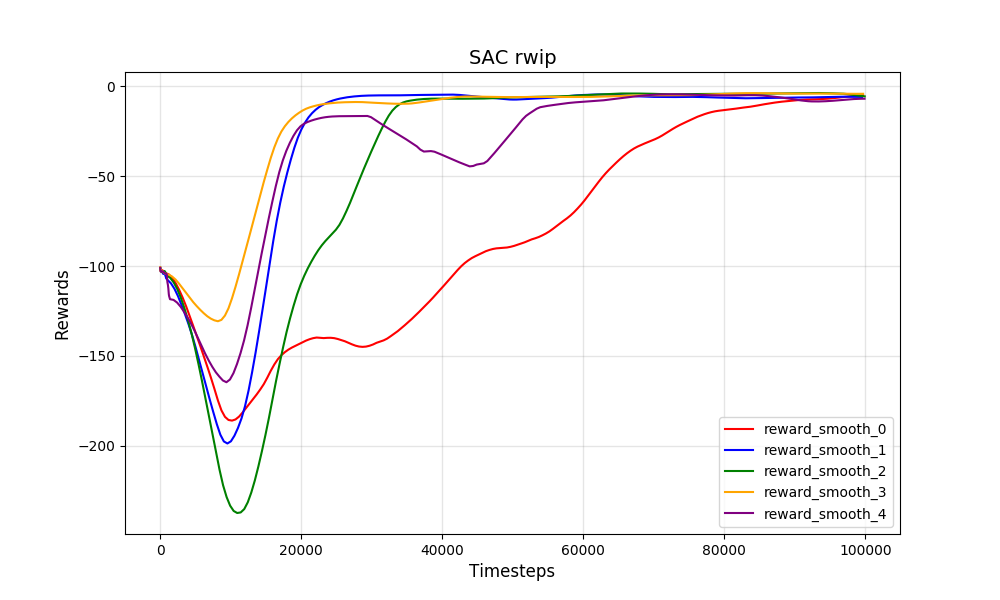 SAC rwip
Rewards
0
−50
−100
−150
−200
0
20000
40000
60000
80000
100000
Timesteps
reward_smooth_0
reward_smooth_1
reward_smooth_2
reward_smooth_3
reward_smooth_4